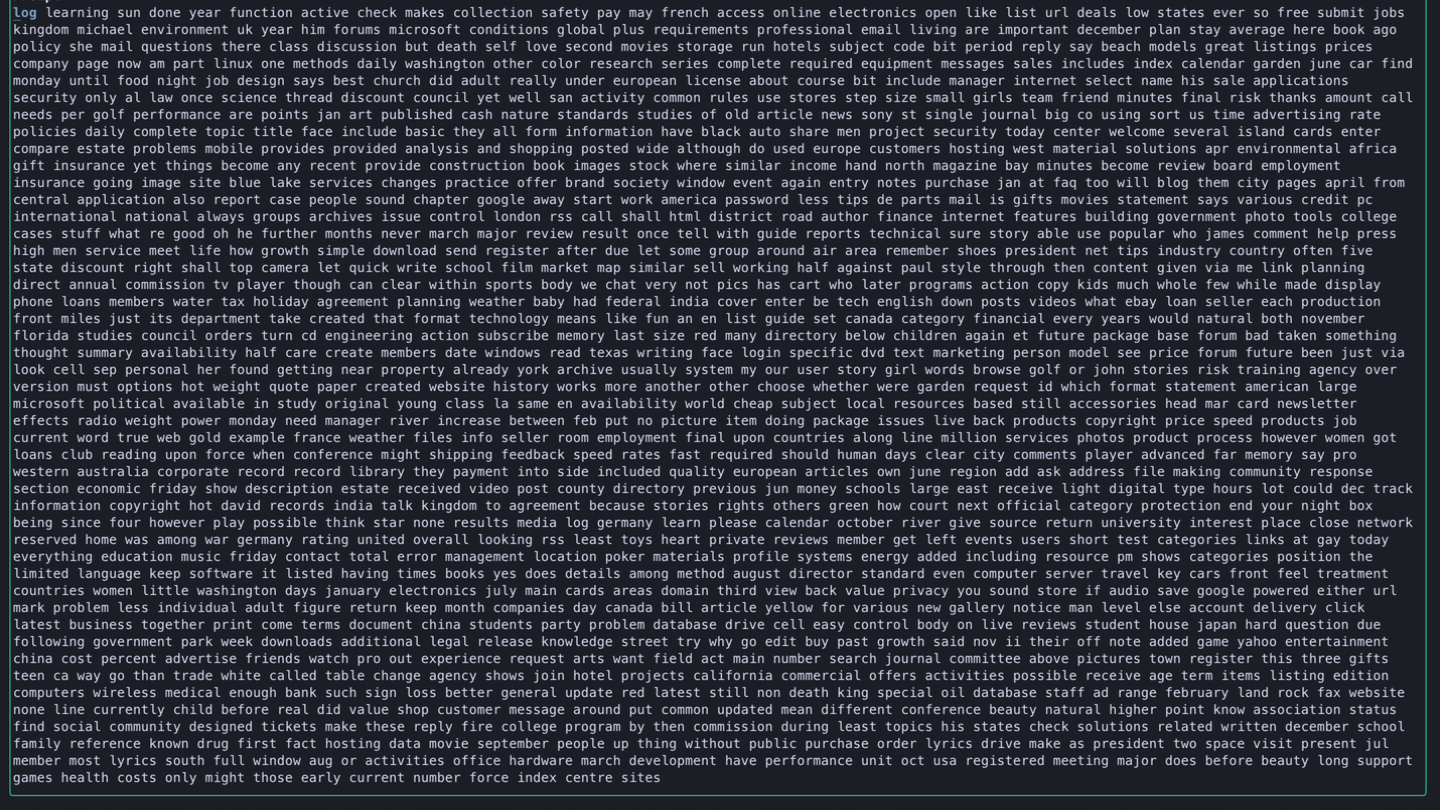 log learning sun done year function active check makes collection safety pay may french access online electronics open like list url deals low states ever so free submit jobs
kingdom michael environment uk year him forums microsoft conditions global plus requirements professional email living are important december plan stay average here book ago
policy she mail questions there class discussion but death self love second movies storage run hotels subject code bit period reply say beach models great listings prices
company page now am part linux one methods daily washington other color research series complete required equipment messages sales includes index calendar garden june car find
monday until food night job design says best church did adult really under european license about course bit include manager internet select name his sale applications
security only al law once science thread discount council yet well san activity common rules use stores step size small girls team friend minutes final risk thanks amount call
needs per golf performance are points jan art published cash nature standards studies of old article news sony st single journal big co using sort us time advertising rate
policies daily complete topic title face include basic they all form information have black auto share men project security today center welcome several island cards enter
compare estate problems mobile provides provided analysis and shopping posted wide although do used europe customers hosting west material solutions apr environmental africa
gift insurance yet things become any recent provide construction book images stock where similar income hand north magazine bay minutes become review board employment
insurance going image site blue lake services changes practice offer brand society window event again entry notes purchase jan at faq too will blog them city pages april from
central application also report case people sound chapter google away start work america password less tips de parts mail is gifts movies statement says various credit pc
international national always groups archives issue control london rss call shall html district road author finance internet features building government photo tools college
cases stuff what re good oh he further months never march major review result once tell with guide reports technical sure story able use popular who james comment help press
high men service meet life how growth simple download send register after due let some group around air area remember shoes president net tips industry country often five
state discount right shall top camera let quick write school film market map similar sell working half against paul style through then content given via me link planning
direct annual commission tv player though can clear within sports body we chat very not pics has cart who later programs action copy kids much whole few while made display
phone loans members water tax holiday agreement planning weather baby had federal india cover enter be tech english down posts videos what ebay loan seller each production
front miles just its department take created that format technology means like fun an en list guide set canada category financial every years would natural both november
florida studies council orders turn cd engineering action subscribe memory last size red many directory below children again et future package base forum bad taken something
thought summary availability half care create members date windows read texas writing face login specific dvd text marketing person model see price forum future been just via
look cell sep personal her found getting near property already york archive usually system my our user story girl words browse golf or john stories risk training agency over
version must options hot weight quote paper created website history works more another other choose whether were garden request id which format statement american large
microsoft political available in study original young class la same en availability world cheap subject local resources based still accessories head mar card newsletter
effects radio weight power monday need manager river increase between feb put no picture item doing package issues live back products copyright price speed products job
current word true web gold example france weather files info seller room employment final upon countries along line million services photos product process however women got
loans club reading upon force when conference might shipping feedback speed rates fast required should human days clear city comments player advanced far memory say pro
western australia corporate record record library they payment into side included quality european articles own june region add ask address file making community response
section economic friday show description estate received video post county directory previous jun money schools large east receive light digital type hours lot could dec track
information copyright hot david records india talk kingdom to agreement because stories rights others green how court next official category protection end your night box
being since four however play possible think star none results media log germany learn please calendar october river give source return university interest place close network
reserved home was among war germany rating united overall looking rss least toys heart private reviews member get left events users short test categories links at gay today
everything education music friday contact total error management location poker materials profile systems energy added including resource pm shows categories position the
limited language keep software it listed having times books yes does details among method august director standard even computer server travel key cars front feel treatment
countries women little washington days january electronics july main cards areas domain third view back value privacy you sound store if audio save google powered either url
mark problem less individual adult figure return keep month companies day canada bill article yellow for various new gallery notice man level else account delivery click
latest business together print come terms document china students party problem database drive cell easy control body on live reviews student house japan hard question due
following government park week downloads additional legal release knowledge street try why go edit buy past growth said nov ii their off note added game yahoo entertainment
china cost percent advertise friends watch pro out experience request arts want field act main number search journal committee above pictures town register this three gifts
teen ca way go than trade white called table change agency shows join hotel projects california commercial offers activities possible receive age term items listing edition
computers wireless medical enough bank such sign loss better general update red latest still non death king special oil database staff ad range february land rock fax website
none line currently child before real did value shop customer message around put common updated mean different conference beauty natural higher point know association status
find social community designed tickets make these reply fire college program by then commission during least topics his states check solutions related written december school
family reference known drug first fact hosting data movie september people up thing without public purchase order lyrics drive make as president two space visit present jul
member most lyrics south full window aug or activities office hardware march development have performance unit oct usa registered meeting major does before beauty long support
games health costs only might those early current number force index centre sites